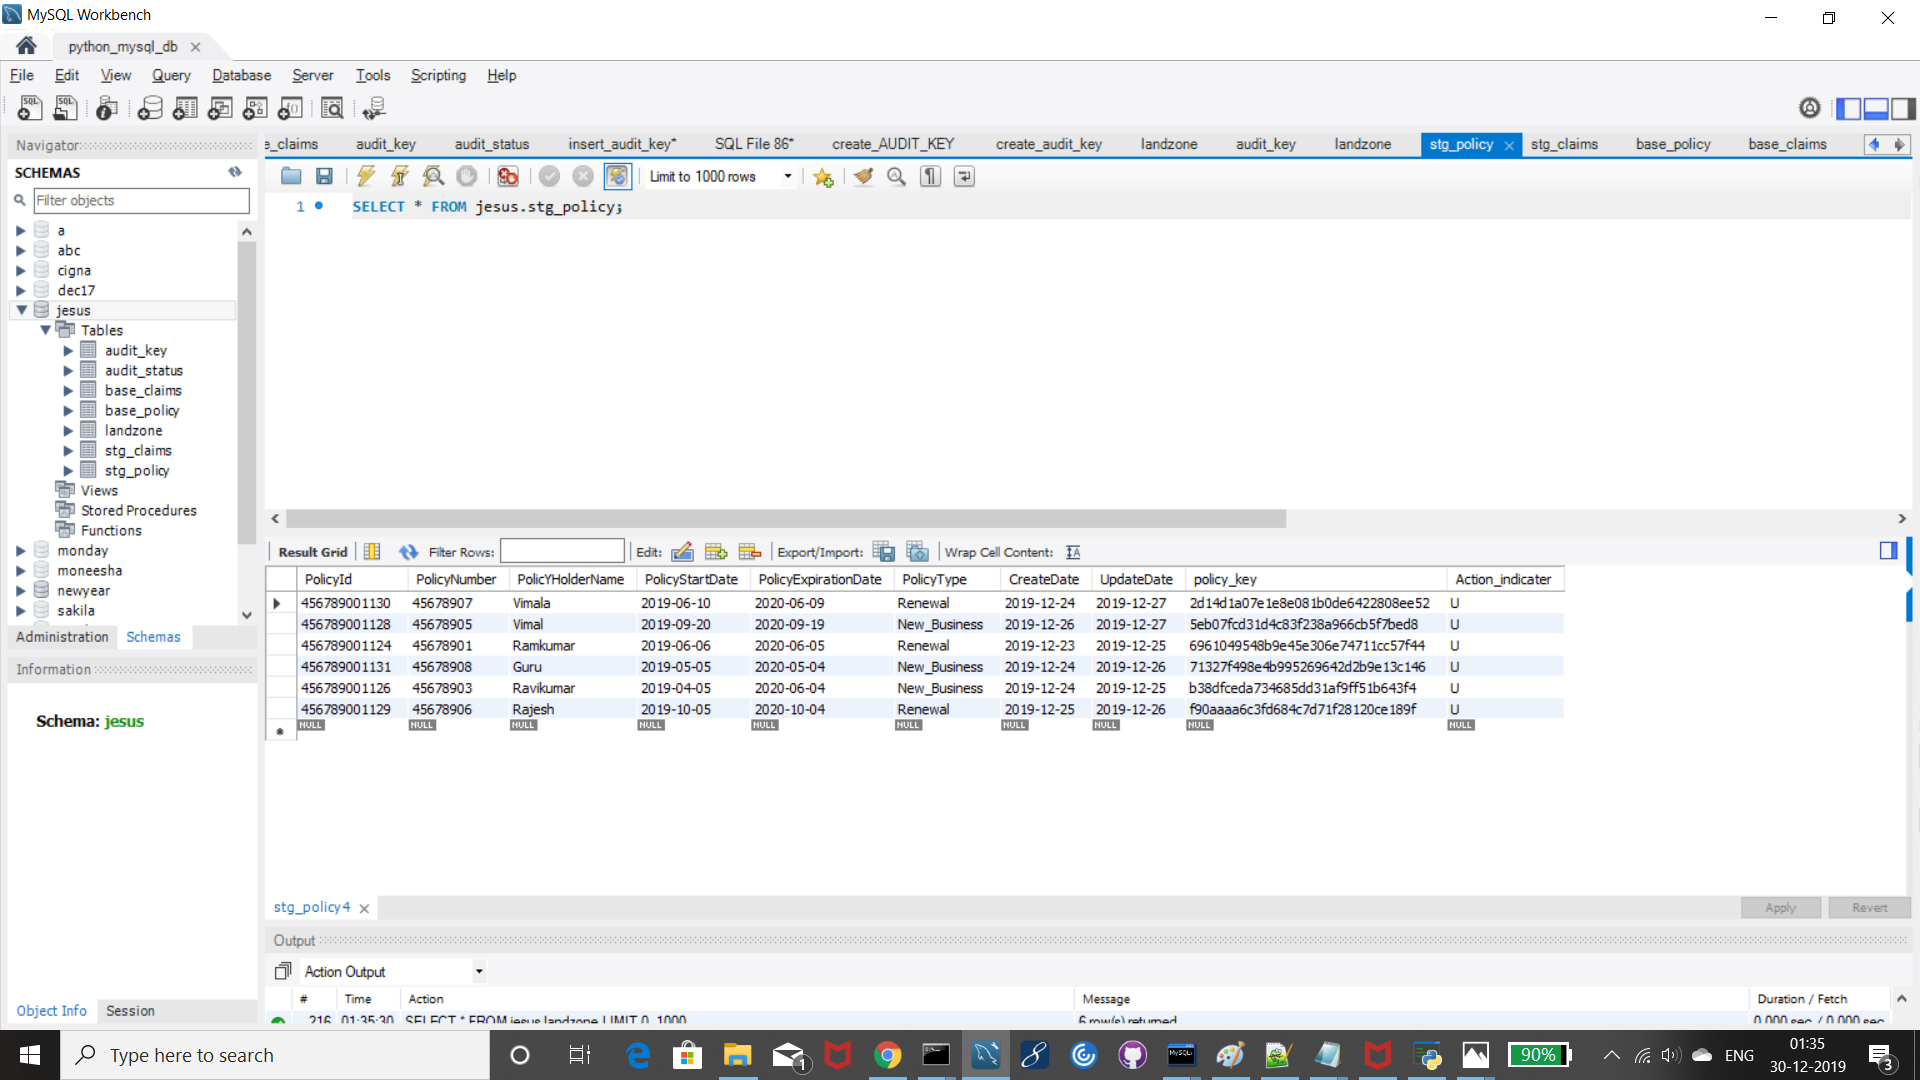 MySQL Workbench
python_mysql_db
File Edit View Query Database Server Tools Scripting Help
Navigator
SCHEMAS
Filter objects
a
abc
cigna
dec17
jesus
Tables
audit_key
audit_status
base_claims
base_policy
landzone
stg_claims
stg_policy
Views
Stored Procedures
Functions
monday
moneesha
newyear
sakila
Administration Schemas
Information
Schema: jesus
Object Info Session
e_claims audit_key audit_status insert_audit_key* SQL File 86* create_AUDIT_KEY create_audit_key landzone audit_key landzone stg_policy stg_claims base_policy base_claims
Limit to 1000 rows
1 SELECT * FROM jesus.stg_policy;
Result Grid Filter Rows: Edit: Export/Import: Wrap Cell Content:
PolicyId PolicyNumber PolicYHolderName PolicyStartDate PolicyExpirationDate PolicyType CreateDate UpdateDate policy_key Action_indicater
456789001130 45678907 Vimala 2019-06-10 2020-06-09 Renewal 2019-12-24 2019-12-27 2d14d1a07e1e8e081b0de6422808ee52 U
456789001128 45678905 Vimal 2019-09-20 2020-09-19 New_Business 2019-12-26 2019-12-27 5eb07fcd31d4c83f238a966cb5f7bed8 U
456789001124 45678901 Ramkumar 2019-06-06 2020-06-05 Renewal 2019-12-23 2019-12-25 6961049548b9e45e306e74711cc57f44 U
456789001131 45678908 Guru 2019-05-05 2020-05-04 New_Business 2019-12-24 2019-12-26 71327f498e4b995269642d2b9e13c146 U
456789001126 45678903 Ravikumar 2019-04-05 2020-06-04 New_Business 2019-12-24 2019-12-25 b38dfceda734685dd31af9ff51b643f4 U
456789001129 45678906 Rajesh 2019-10-05 2020-10-04 Renewal 2019-12-25 2019-12-26 f90aaaa6c3fd684c7d71f28120ce189f U
NULL NULL NULL NULL NULL NULL NULL NULL NULL NULL
stg_policy4
Apply Revert
Output
Action Output
# Time Action Message Duration / Fetch
216 01:35:30 SELECT * FROM jesus.landzone LIMIT 0, 1000 6 row(s) returned 0.000 sec / 0.000 sec
Type here to search
1
MySQL
90%
ENG
01:35
30-12-2019
3